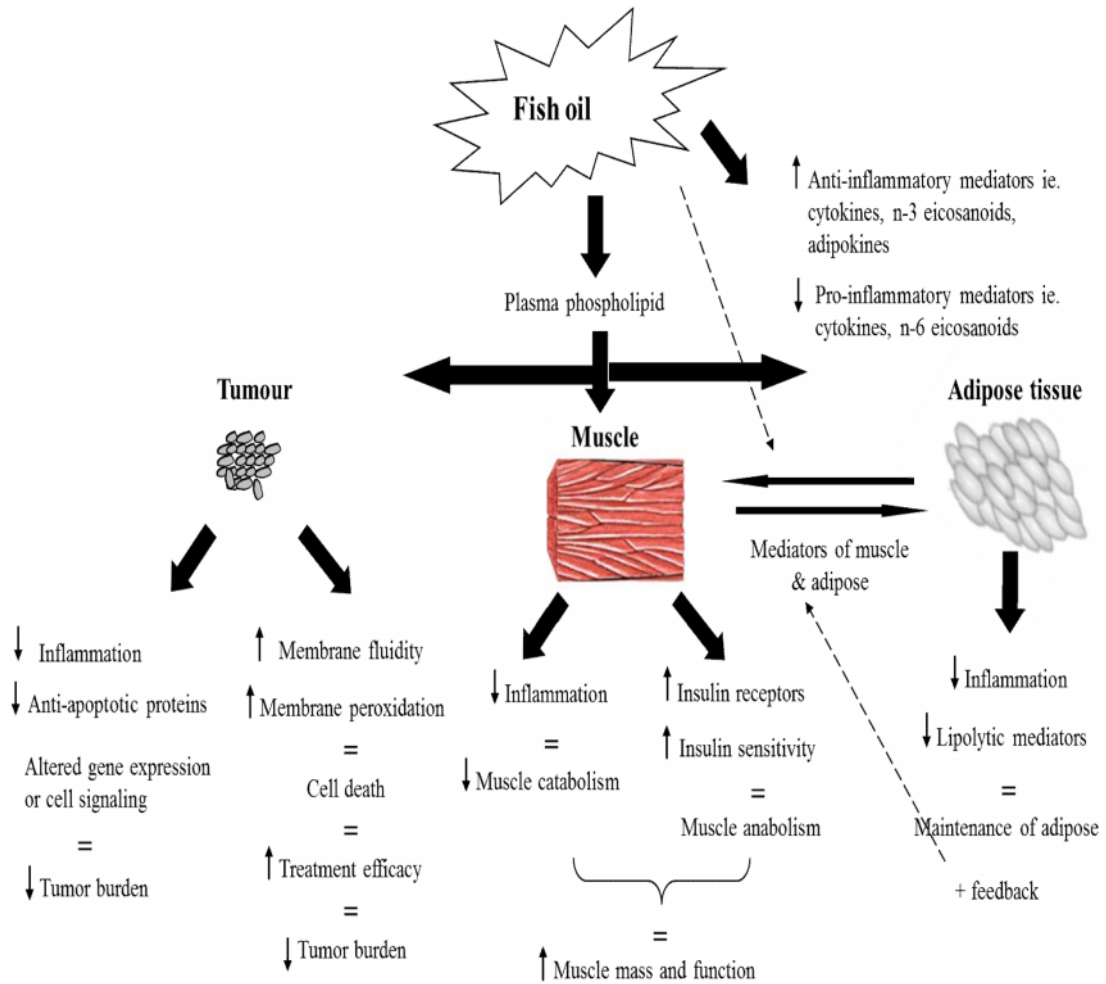 Fish oil
↑ Anti-inflammatory mediators ie.
cytokines, n-3 eicosanoids,
adipokines
↓ Pro-inflammatory mediators ie.
cytokines, n-6 eicosanoids
Plasma phospholipid
Tumour
Muscle
Adipose tissue
Mediators of muscle
& adipose
↓ Inflammation
↓ Anti-apoptotic proteins
Altered gene expression
or cell signaling
=
↓ Tumor burden
↑ Membrane fluidity
↑ Membrane peroxidation
=
Cell death
=
↑ Treatment efficacy
=
↓ Tumor burden
↓ Inflammation
=
↓ Muscle catabolism
↑ Insulin receptors
↑ Insulin sensitivity
=
Muscle anabolism
=
↑ Muscle mass and function
↓ Inflammation
↓ Lipolytic mediators
=
Maintenance of adipose
+ feedback